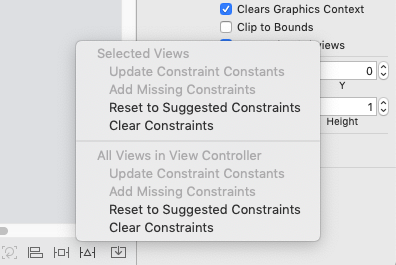 Clears Graphics Context
Clip to Bounds
views
Selected Views
Update Constraint Constants
Add Missing Constraints
Reset to Suggested Constraints
Clear Constraints
0
Y
1
Height
All Views in View Controller
Update Constraint Constants
Add Missing Constraints
Reset to Suggested Constraints
Clear Constraints